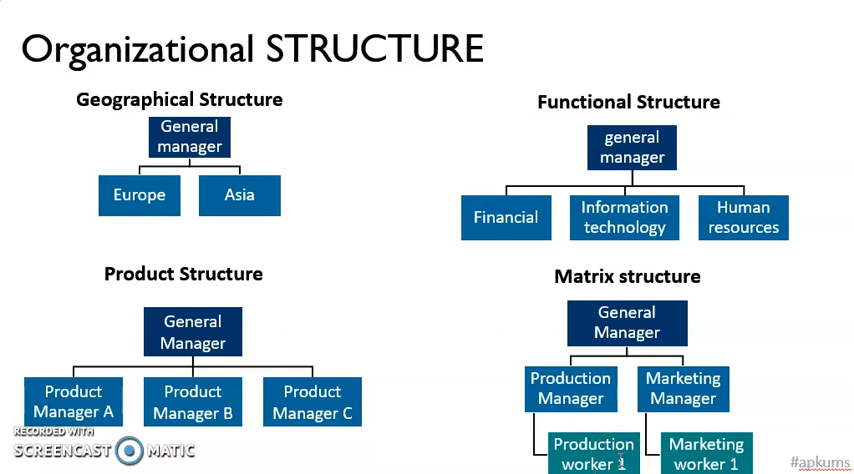 Organizational STRUCTURE
Geographical Structure
General
manager
Europe
Asia
Functional Structure
general
manager
Financial
Information
technology
Human
resources
Product Structure
General
Manager
Product
Manager A
Product
Manager B
Product
Manager C
Matrix structure
General
Manager
Production
Manager
Marketing
Manager
Production
worker 1
Marketing
worker 1
RECORDED WITH
SCREENCAST MATIC
#apkums